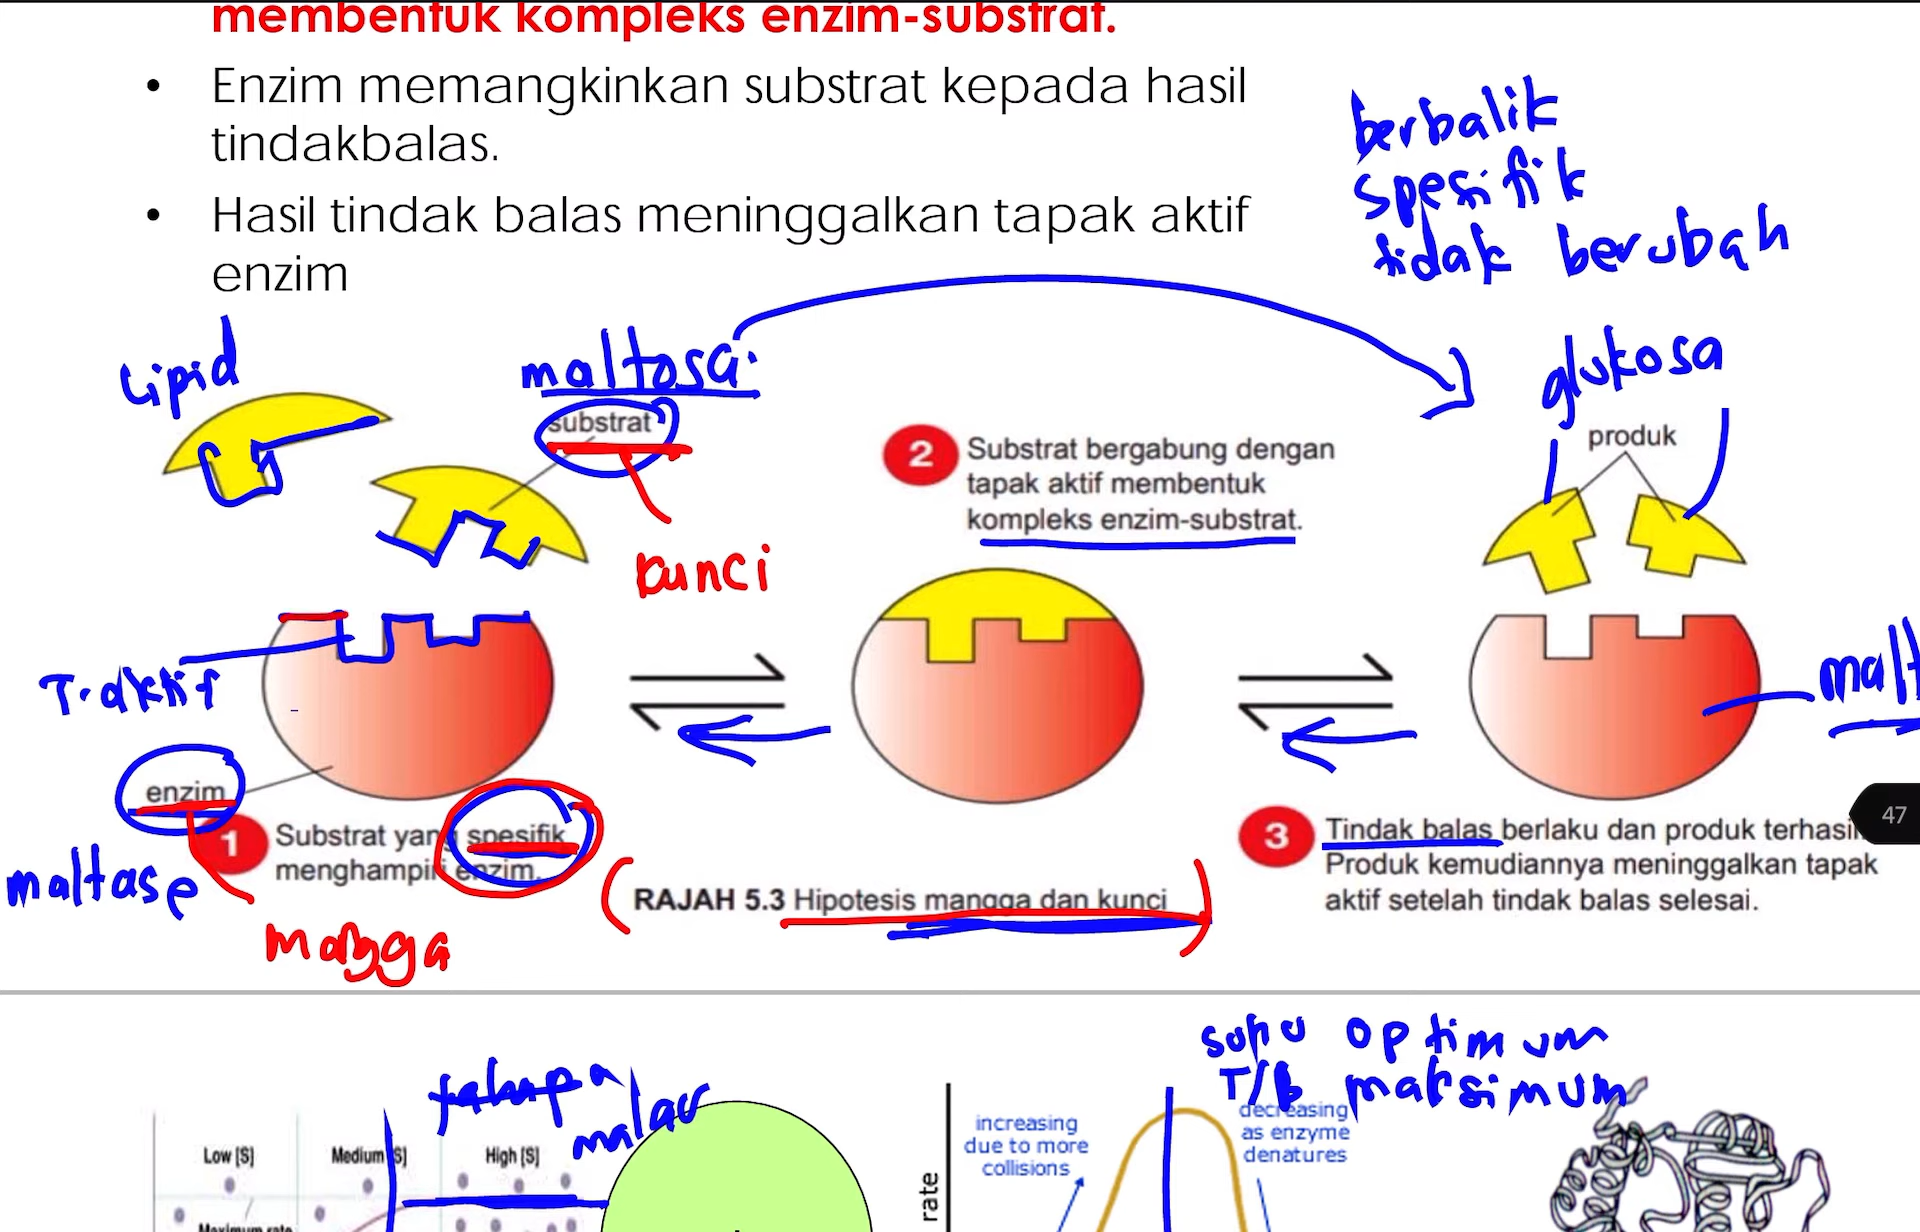 membentuk kompleks enzim-substrat.
• Enzim memangkinkan substrat kepada hasil
tindakbalas.
• Hasil tindak balas meninggalkan tapak aktif
enzim
berbalik
spesifik
tidak berubah
Lipid
maltosa
substrat
kunci
T. aktif
enzim
maltase
mangga
1 Substrat yang spesifik
menghampiri enzim.
2 Substrat bergabung dengan
tapak aktif membentuk
kompleks enzim-substrat.
glukosa
produk
malt
3 Tindak balas berlaku dan produk terhasil
Produk kemudiannya meninggalkan tapak
aktif setelah tindak balas selesai.
RAJAH 5.3 Hipotesis mangga dan kunci
47
malar
Low [S] Medium [S] High [S]
Maximum rate
suhu optimum
T/B maksimum
increasing
due to more
collisions
decreasing
as enzyme
denatures
rate